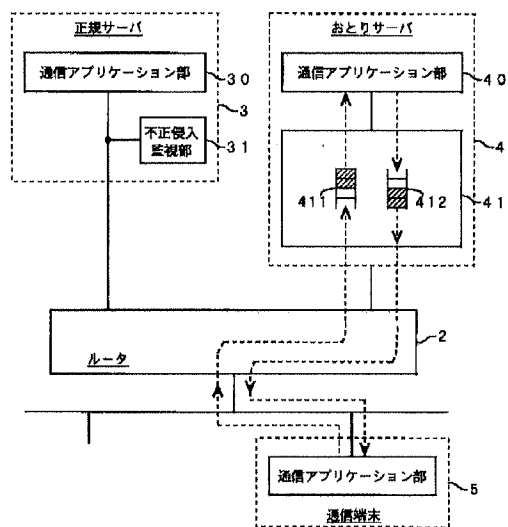 正規サーバ
通信アプリケーション部
30
3
不正侵入
監視部
31
おとりサーバ
通信アプリケーション部
40
4
411
412
41
ルータ
2
通信アプリケーション部
5
通信端末